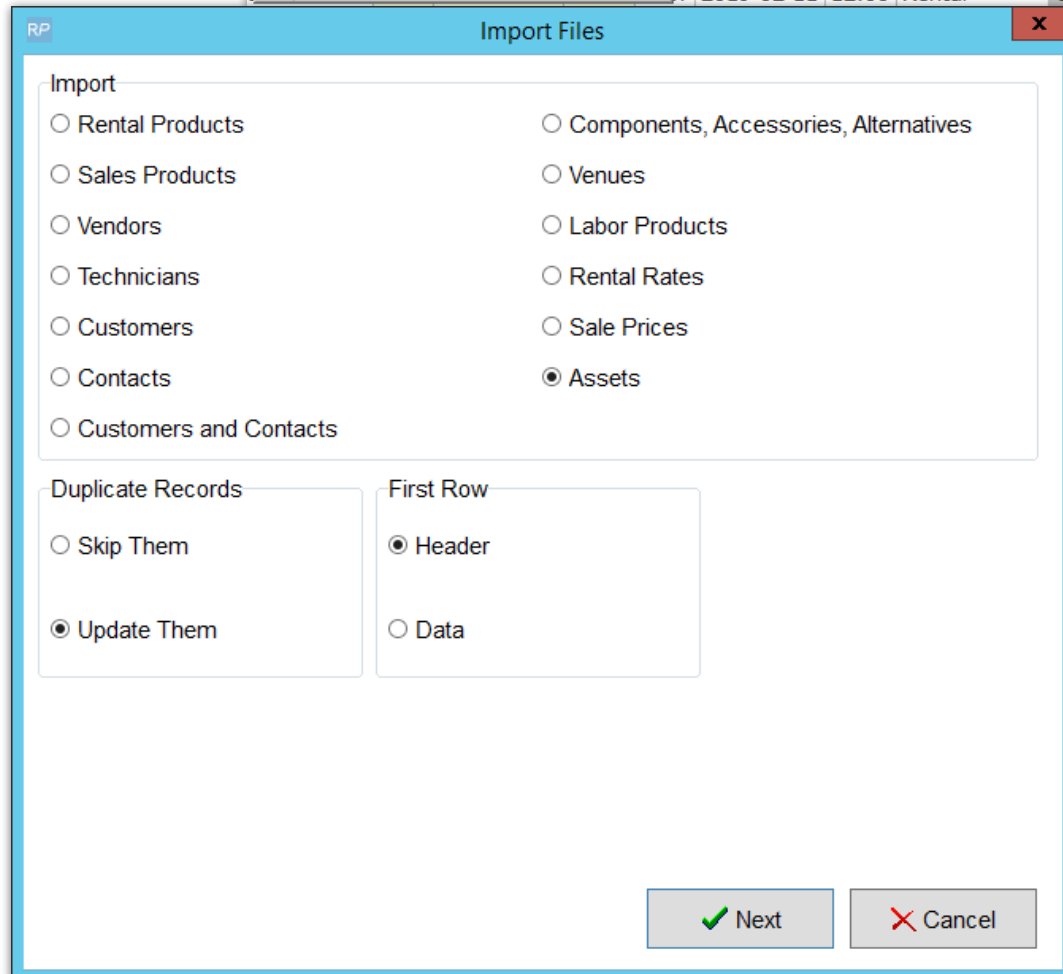 RP Import Files x
Import
Rental Products
Components, Accessories, Alternatives
Sales Products
Venues
Vendors
Labor Products
Technicians
Rental Rates
Customers
Sale Prices
Contacts
Assets
Customers and Contacts
Duplicate Records
First Row
Skip Them
Header
Update Them
Data
Next
Cancel